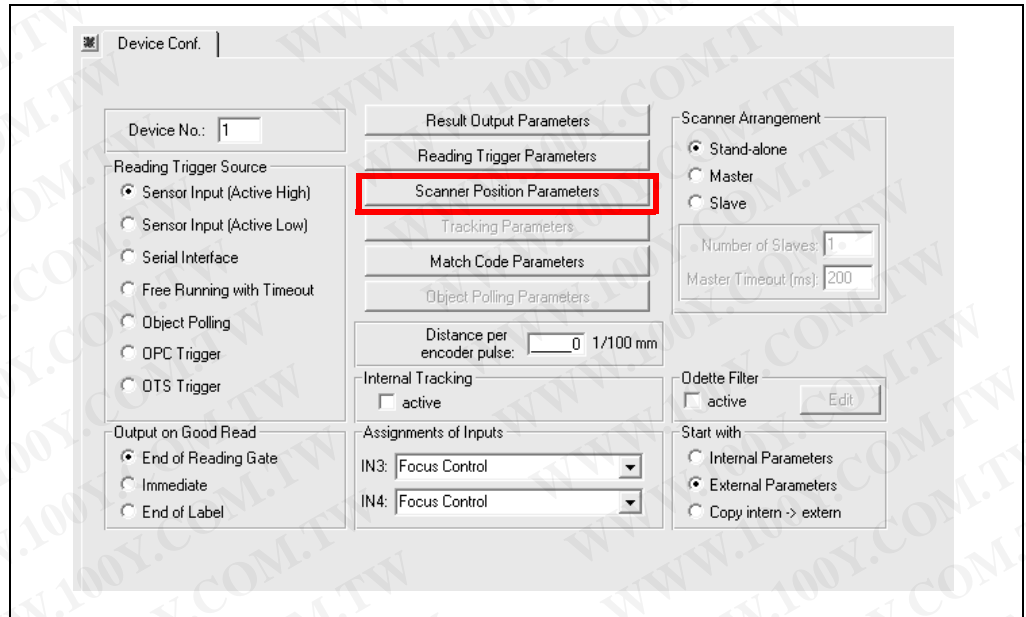 Device Conf.
Device No.: 1
Reading Trigger Source
Sensor Input (Active High)
Sensor Input (Active Low)
Serial Interface
Free Running with Timeout
Object Polling
OPC Trigger
OTS Trigger
Output on Good Read
End of Reading Gate
Immediate
End of Label
Result Output Parameters
Reading Trigger Parameters
Scanner Position Parameters
Tracking Parameters
Match Code Parameters
Object Polling Parameters
Distance per
encoder pulse: 0 1/100 mm
Internal Tracking
active
Assignments of Inputs
IN3: Focus Control
IN4: Focus Control
Scanner Arrangement
Stand-alone
Master
Slave
Number of Slaves: 1
Master Timeout (ms): 200
Odette Filter
active Edit
Start with
Internal Parameters
External Parameters
Copy intern -> extern
WWW.100Y.COM.TW